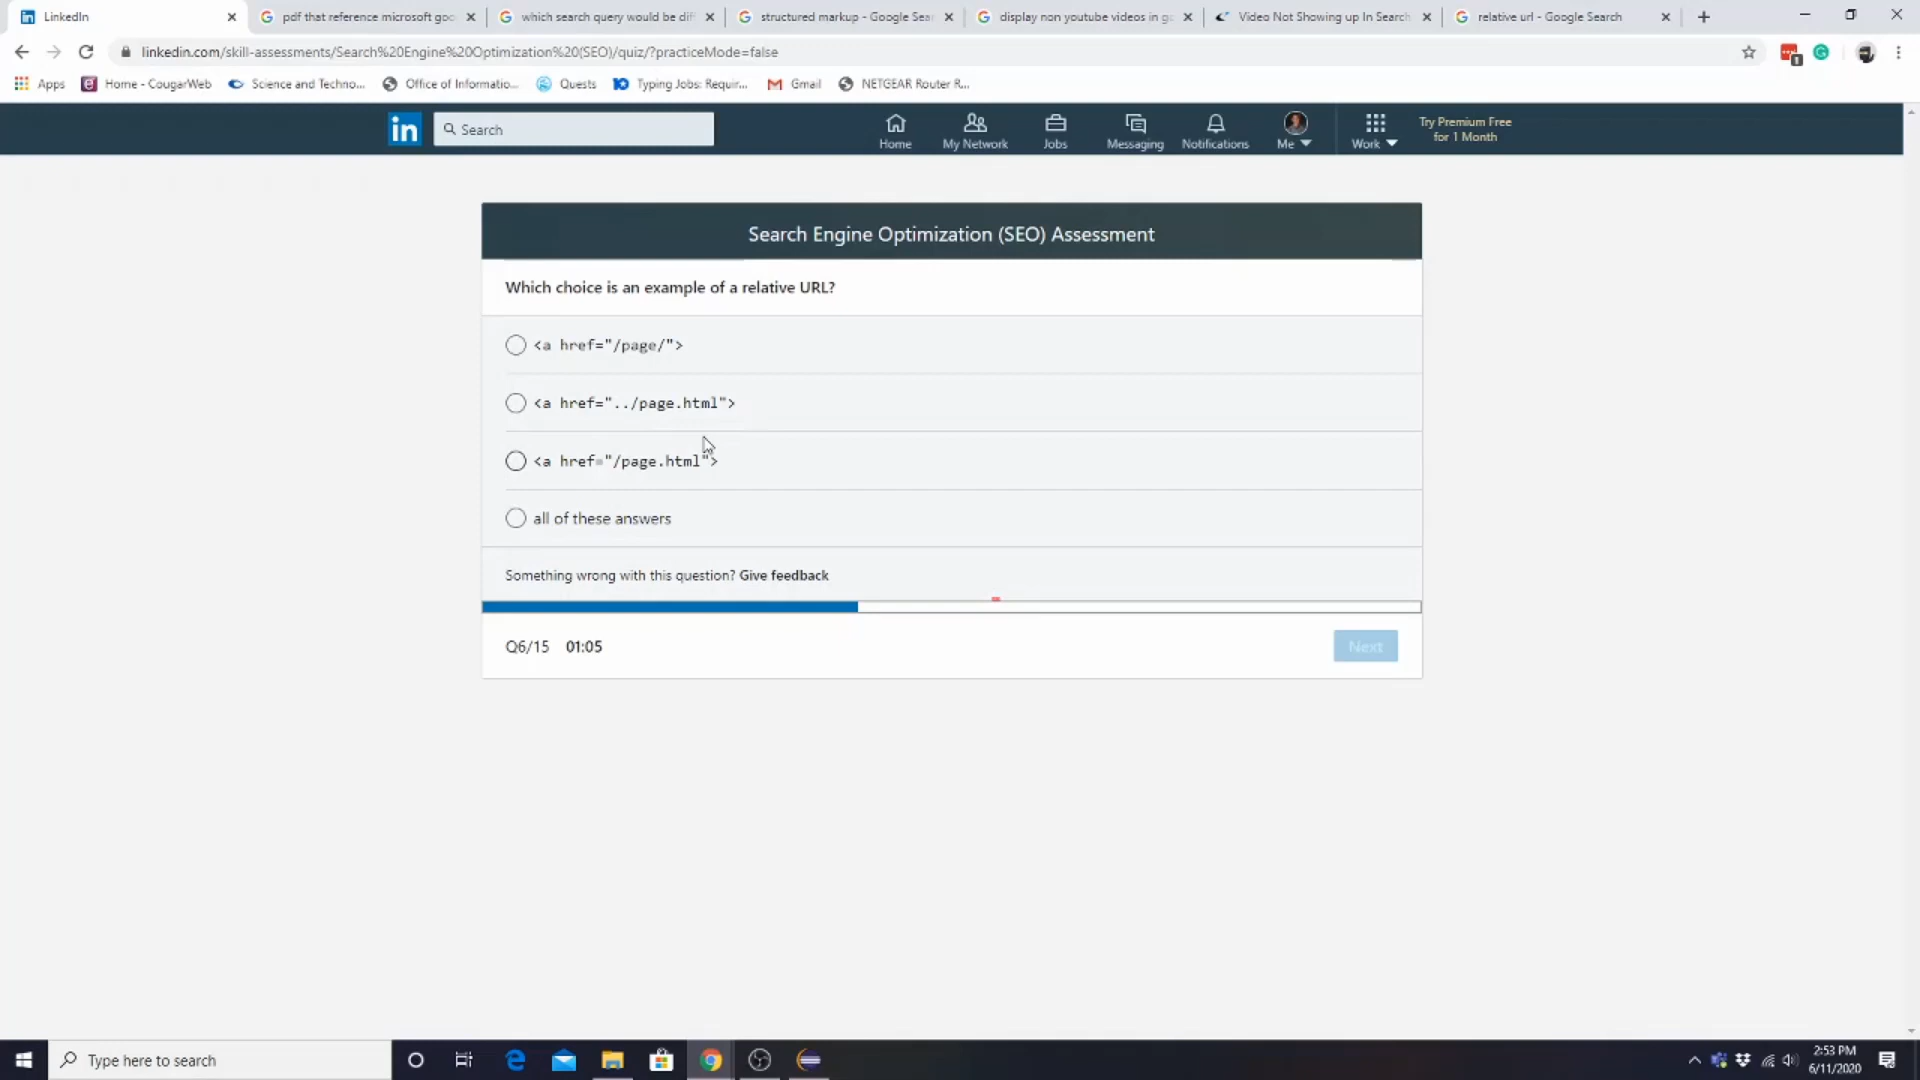 LinkedIn
pdf that reference microsoft goo
which search query would be dif
structured markup - Google Sear
display non youtube videos in g
Video Not Showing up In Search
relative url - Google Search
linkedin.com/skill-assessments/Search%20Engine%20Optimization%20(SEO)/quiz/?practiceMode=false
Apps
Home - CougarWeb
Science and Techno...
Office of Informatio...
Quests
Typing Jobs: Requir...
Gmail
NETGEAR Router R...
in
Search
Home
My Network
Jobs
Messaging
Notifications
Me
Work
Try Premium Free
for 1 Month
Search Engine Optimization (SEO) Assessment
Which choice is an example of a relative URL?
<a href="/page/">
<a href="../page.html">
<a href="/page.html">
all of these answers
Something wrong with this question? Give feedback
Q6/15 01:05
Next
Type here to search
2:53 PM
6/11/2020